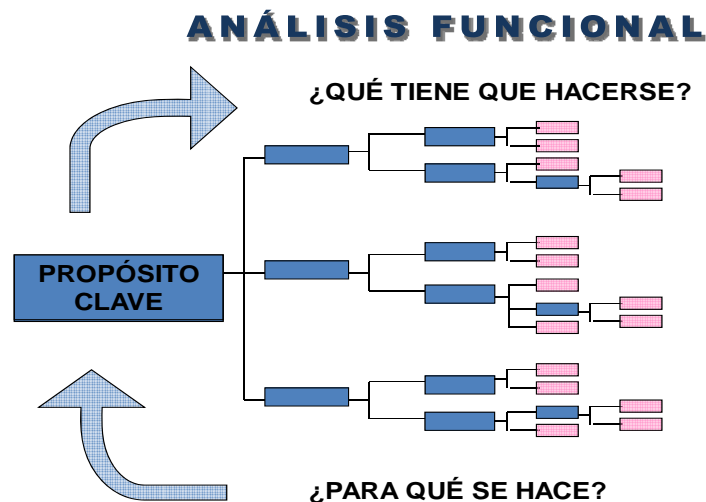 ANÁLISIS FUNCIONAL
¿QUÉ TIENE QUE HACERSE?
PROPÓSITO
CLAVE
¿PARA QUÉ SE HACE?